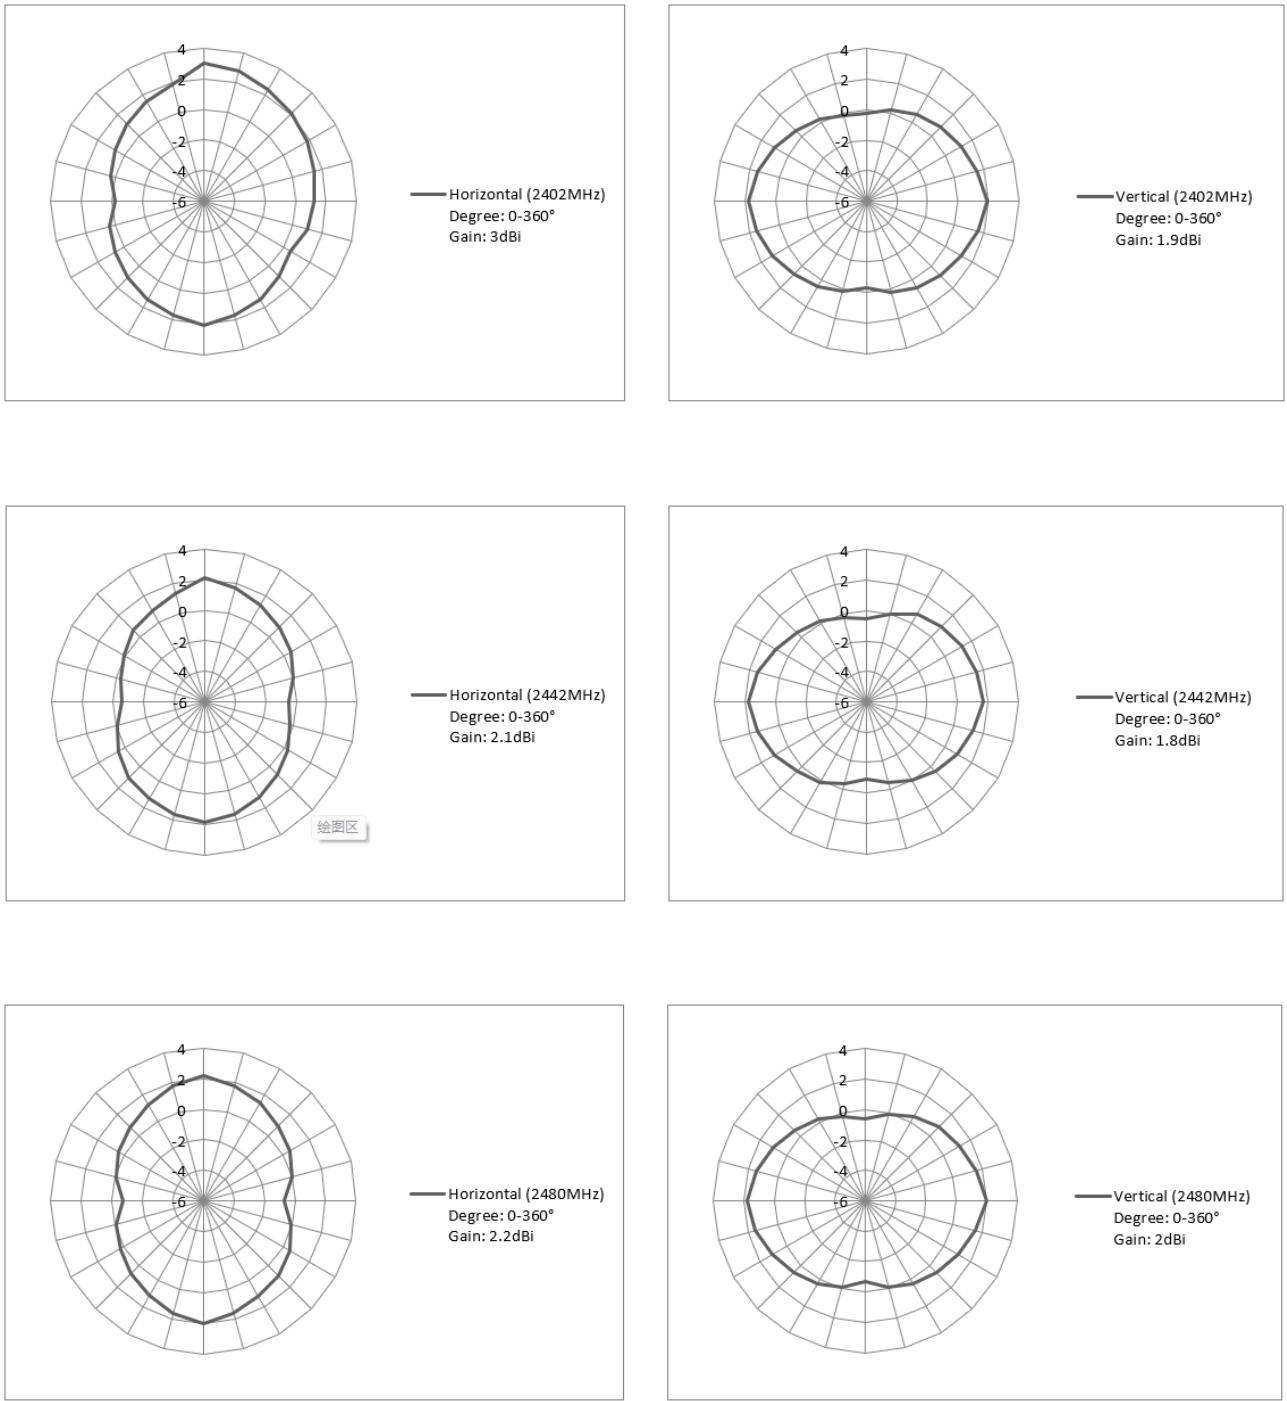 4
2
0
-2
-4
-6
Horizontal (2402MHz)
Degree: 0-360°
Gain: 3dBi
4
2
0
-2
-4
-6
Vertical (2402MHz)
Degree: 0-360°
Gain: 1.9dBi
4
2
0
-2
-4
-6
Horizontal (2442MHz)
Degree: 0-360°
Gain: 2.1dBi
绘图区
4
2
0
-2
-4
-6
Vertical (2442MHz)
Degree: 0-360°
Gain: 1.8dBi
4
2
0
-2
-4
-6
Horizontal (2480MHz)
Degree: 0-360°
Gain: 2.2dBi
4
2
0
-2
-4
-6
Vertical (2480MHz)
Degree: 0-360°
Gain: 2dBi